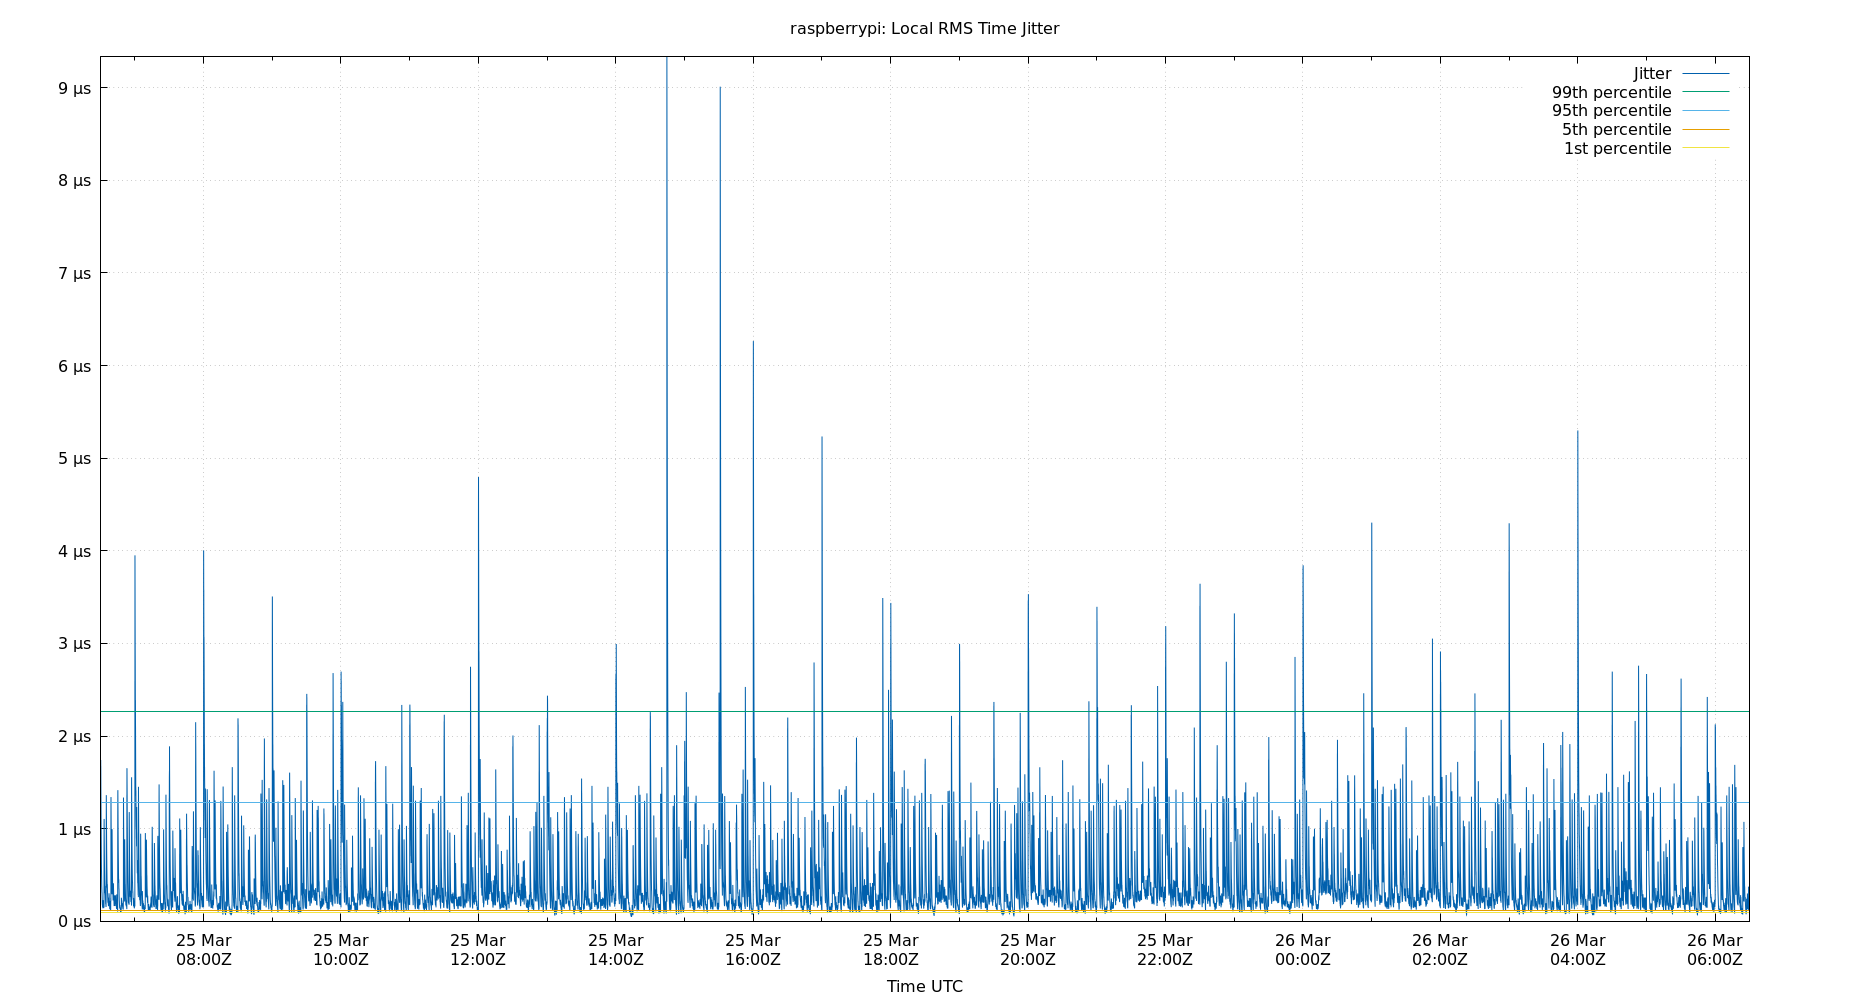 raspberrypi: Local RMS Time Jitter
Jitter
99th percentile
95th percentile
5th percentile
1st percentile
9 µs
8 µs
7 µs
6 µs
5 µs
4 µs
3 µs
2 µs
1 µs
0 µs
25 Mar 25 Mar 25 Mar 25 Mar 25 Mar 25 Mar 25 Mar 25 Mar 26 Mar 26 Mar 26 Mar 26 Mar
08:00Z 10:00Z 12:00Z 14:00Z 16:00Z 18:00Z 20:00Z 22:00Z 00:00Z 02:00Z 04:00Z 06:00Z
Time UTC